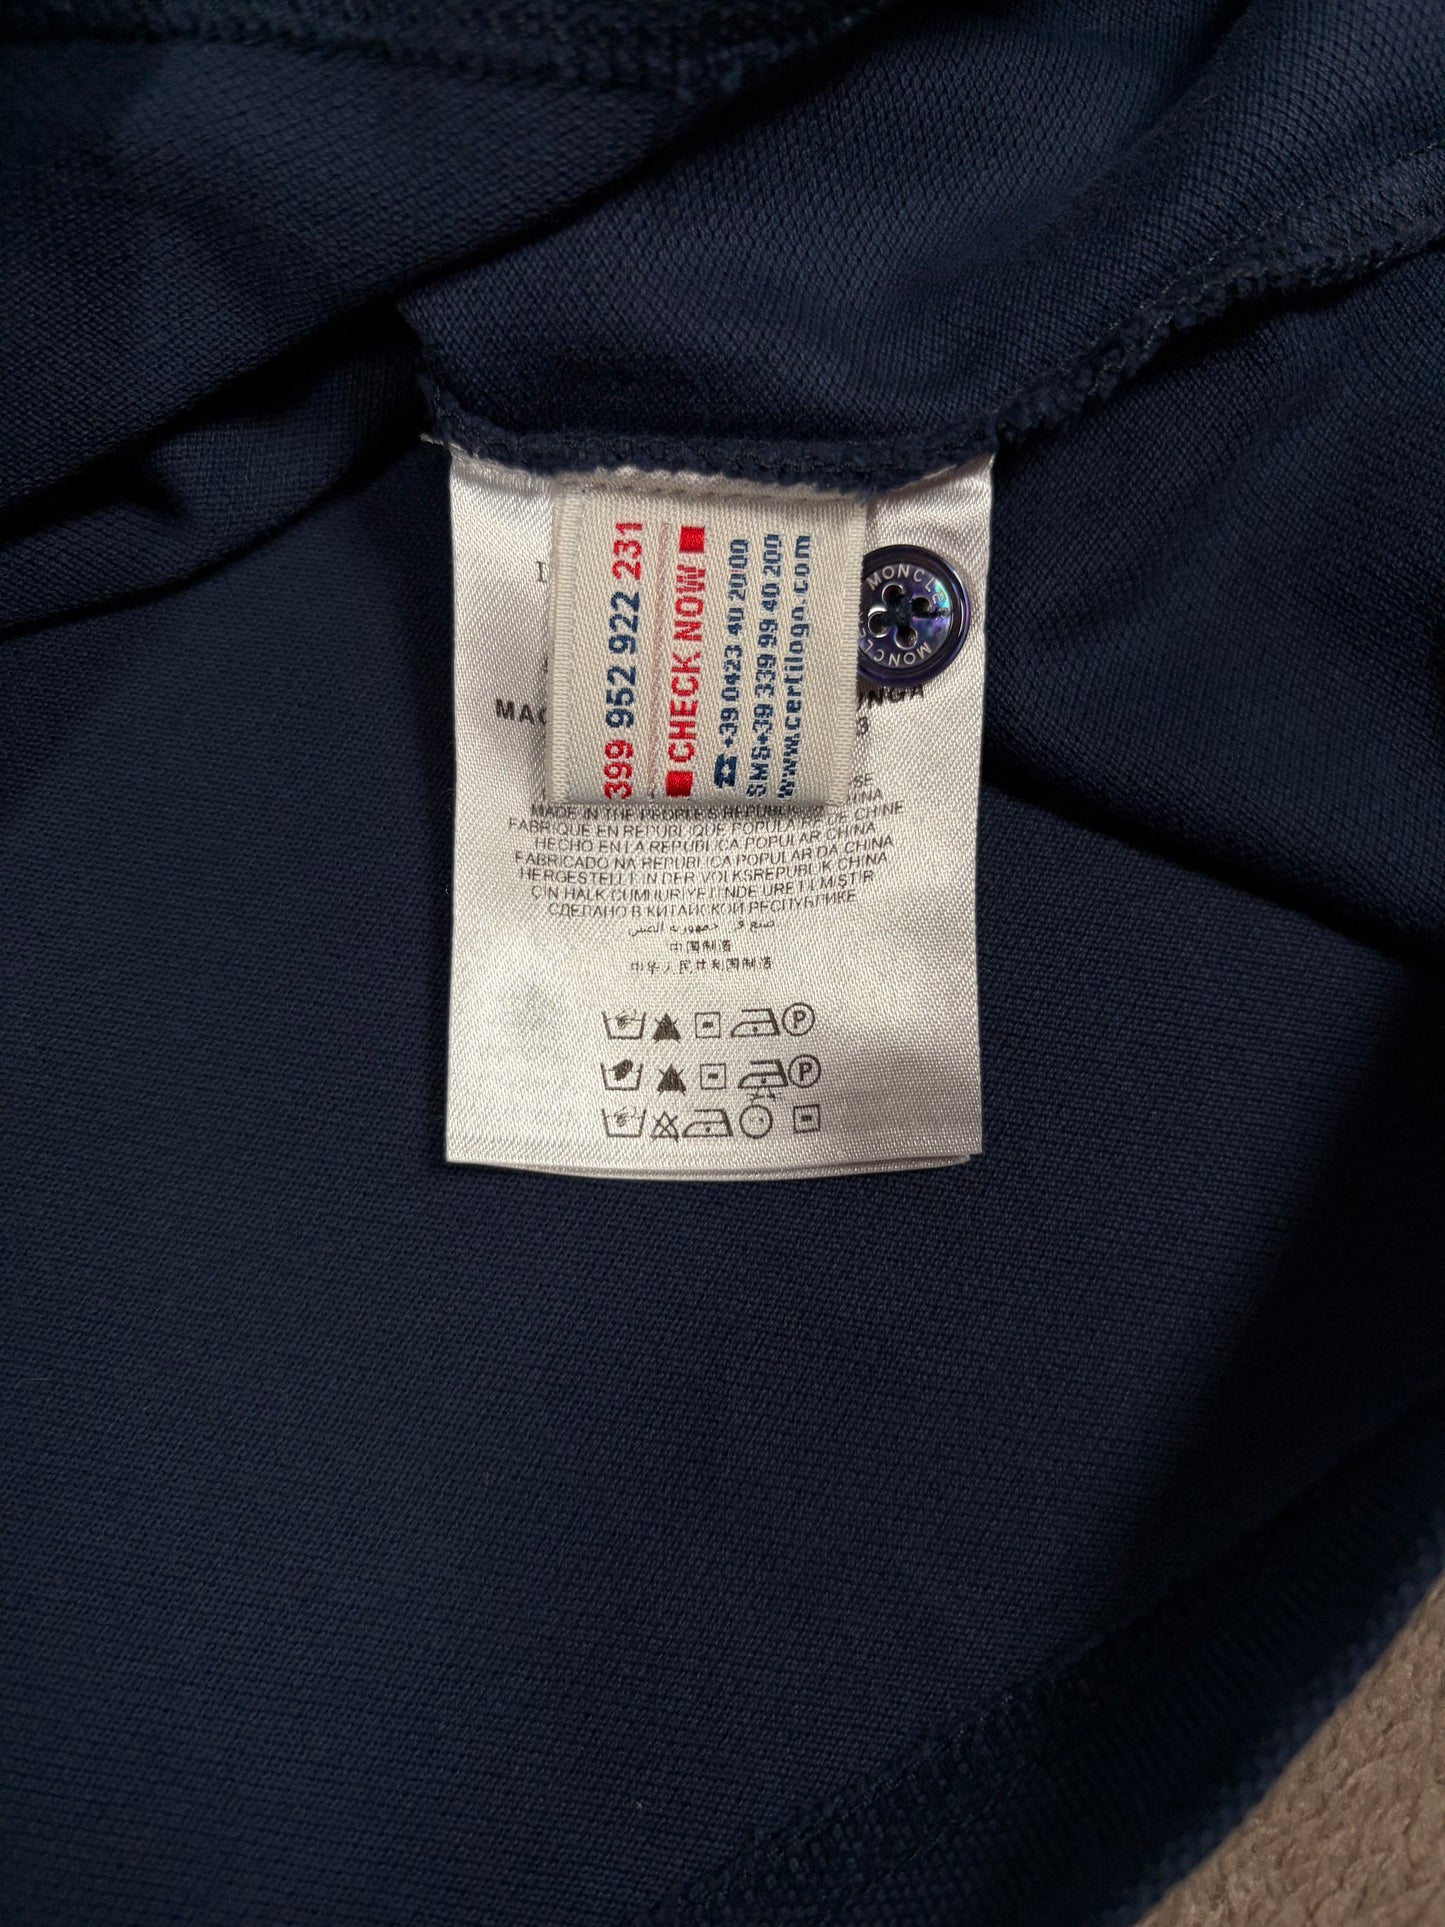 399 952 922 231
CHECK NOW
+39 0423 40 2000
SMS+39 339 99 40 200
www.certilogo.com
MONCLE
MONCLE
MADE IN THE PEOPLE'S REPUBLIC CHINA
FABRIQUE EN REPUBLIQUE POPULAIRE DE CHINE
HECHO EN LA REPUBLICA POPULAR CHINA
FABRICADO NA REPUBLICA POPULAR DA CHINA
HERGESTELLT IN DER VOLKSREPUBLIK CHINA
ÇIN HALK CUMHURIYETINDE URETILMIŞTIR
СДЕЛАНО В КИТАЙСКОЙ РЕСПУБЛИКЕ
中国制造
中华人民共和国制造
P
P